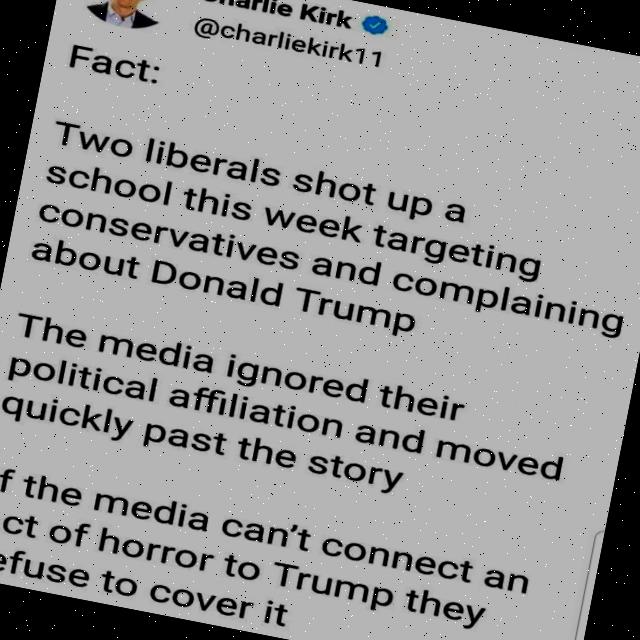 Charlie Kirk
@charliekirk11
Fact:
Two liberals shot up a
school this week targeting
conservatives and complaining
about Donald Trump
The media ignored their
political affiliation and moved
quickly past the story
f the media can't connect an
ct of horror to Trump they
efuse to cover it